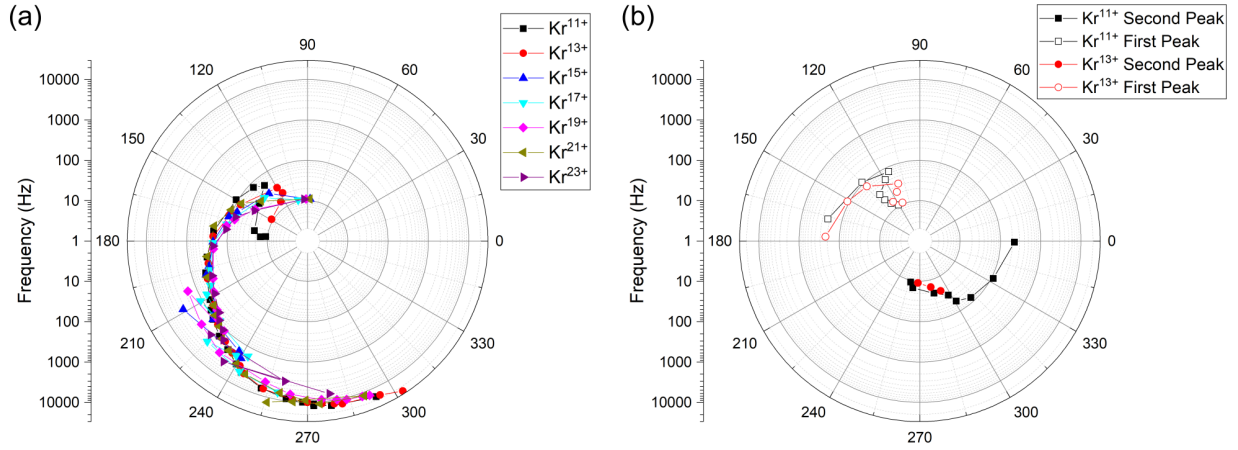 (a)
Frequency (Hz)
10000
1000
100
10
1
10
100
1000
10000
90
60
30
0
330
300
270
240
210
180
150
120
Kr¹¹⁺
Kr¹³⁺
Kr¹⁵⁺
Kr¹⁷⁺
Kr¹⁹⁺
Kr²¹⁺
Kr²³⁺
(b)
Frequency (Hz)
10000
1000
100
10
1
10
100
1000
10000
90
60
30
0
330
300
270
240
210
180
150
120
Kr¹¹⁺ Second Peak
Kr¹¹⁺ First Peak
Kr¹³⁺ Second Peak
Kr¹³⁺ First Peak